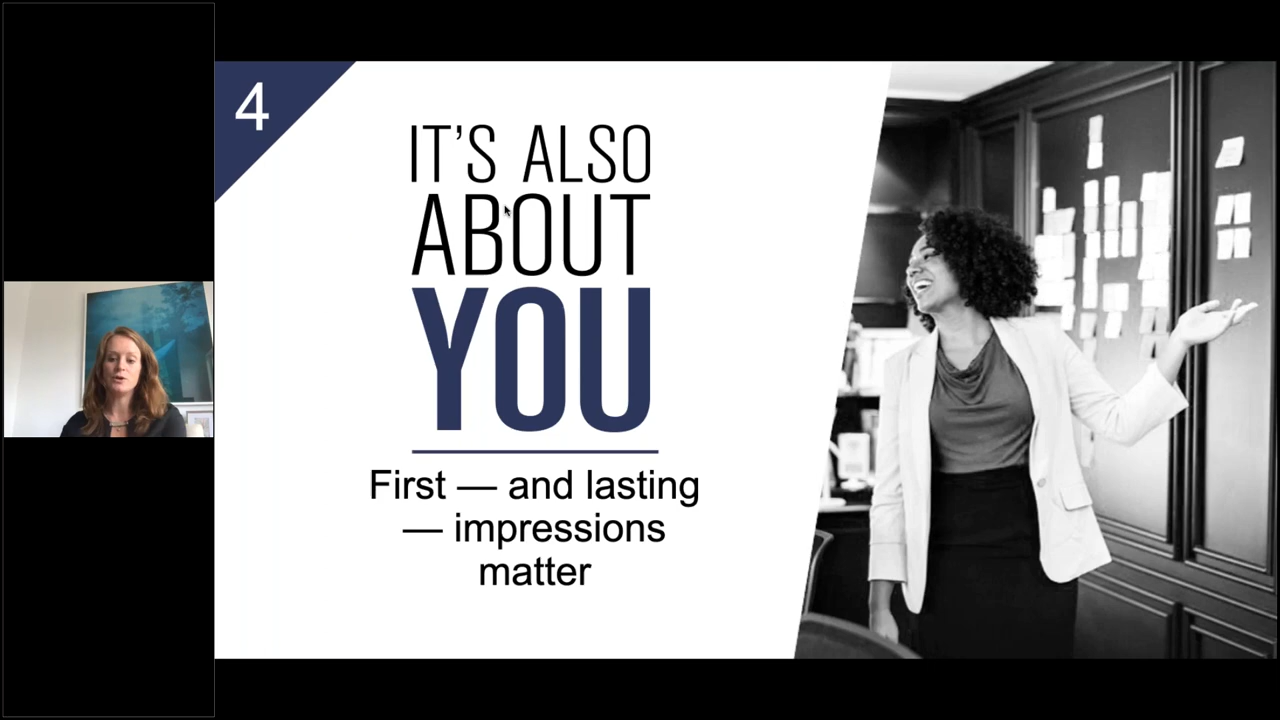 4
IT'S ALSO
ABOUT
YOU
First — and lasting
— impressions
matter